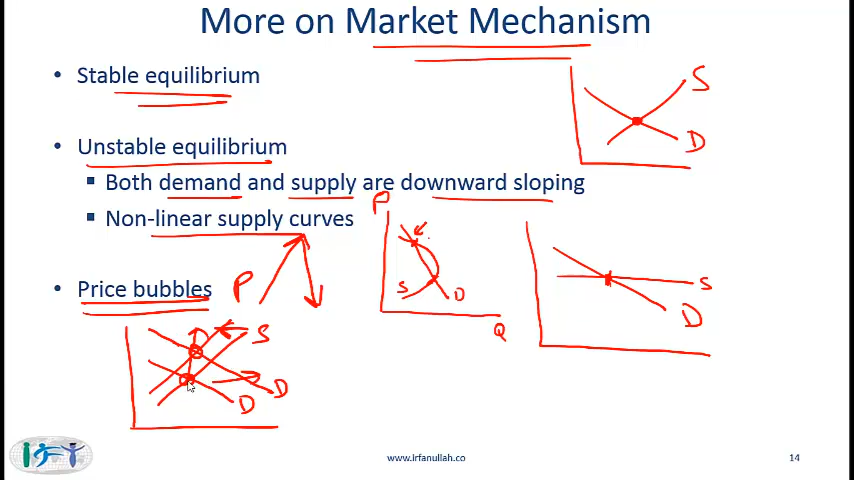 More on Market Mechanism
• Stable equilibrium
S
D
• Unstable equilibrium
▪ Both demand and supply are downward sloping
▪ Non-linear supply curves
P
S
D
Q
S
D
• Price bubbles
P
S
D
D
www.irfanullah.co
14